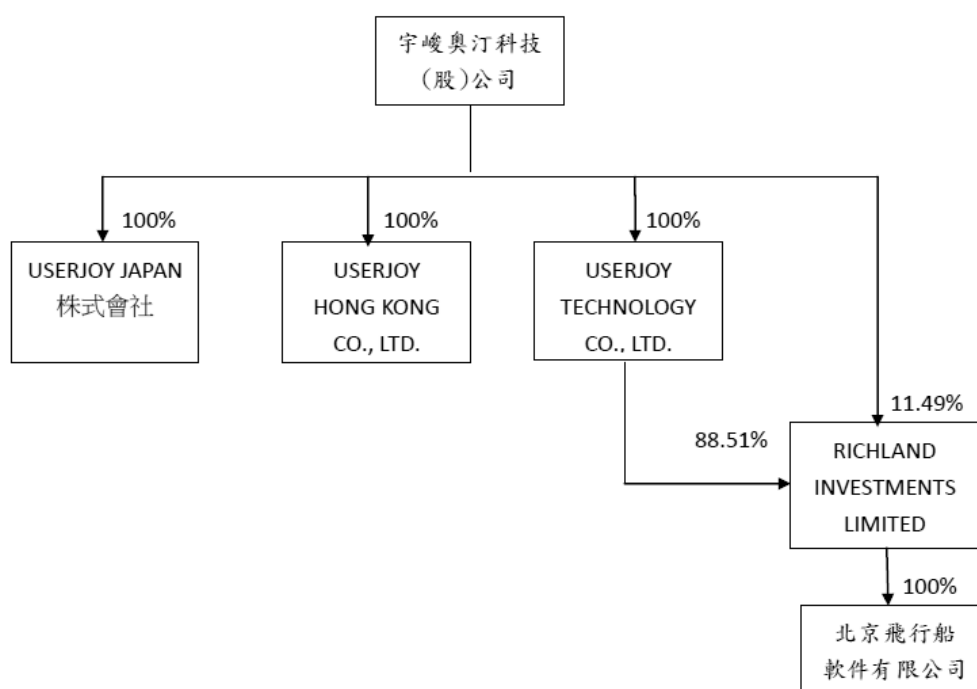 宇峻奧汀科技
(股)公司
100%
100%
100%
USERJOY JAPAN
株式會社
USERJOY
HONG KONG
CO., LTD.
USERJOY
TECHNOLOGY
CO., LTD.
11.49%
88.51%
RICHLAND
INVESTMENTS
LIMITED
100%
北京飛行船
軟件有限公司